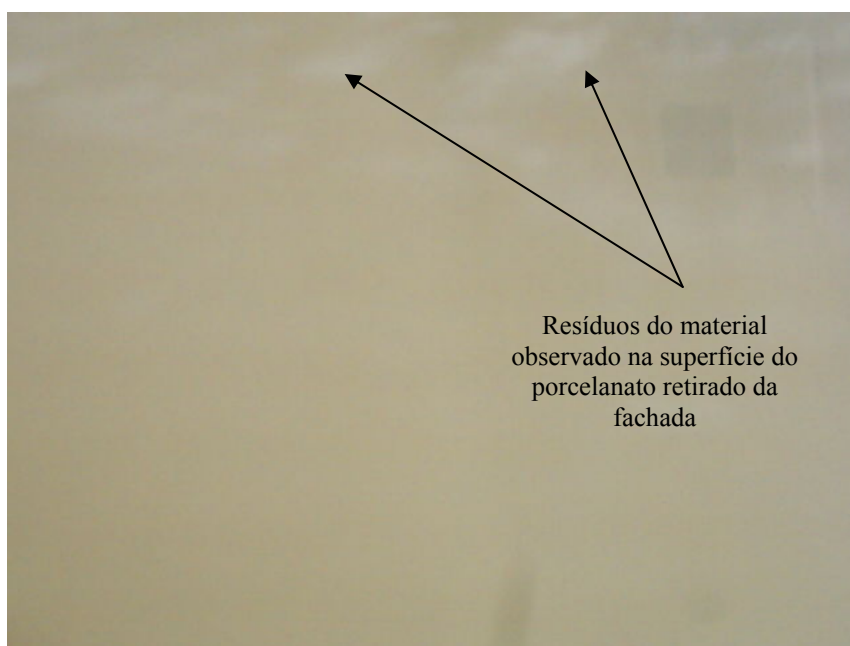 Resíduos do material
observado na superfície do
porcelanato retirado da
fachada